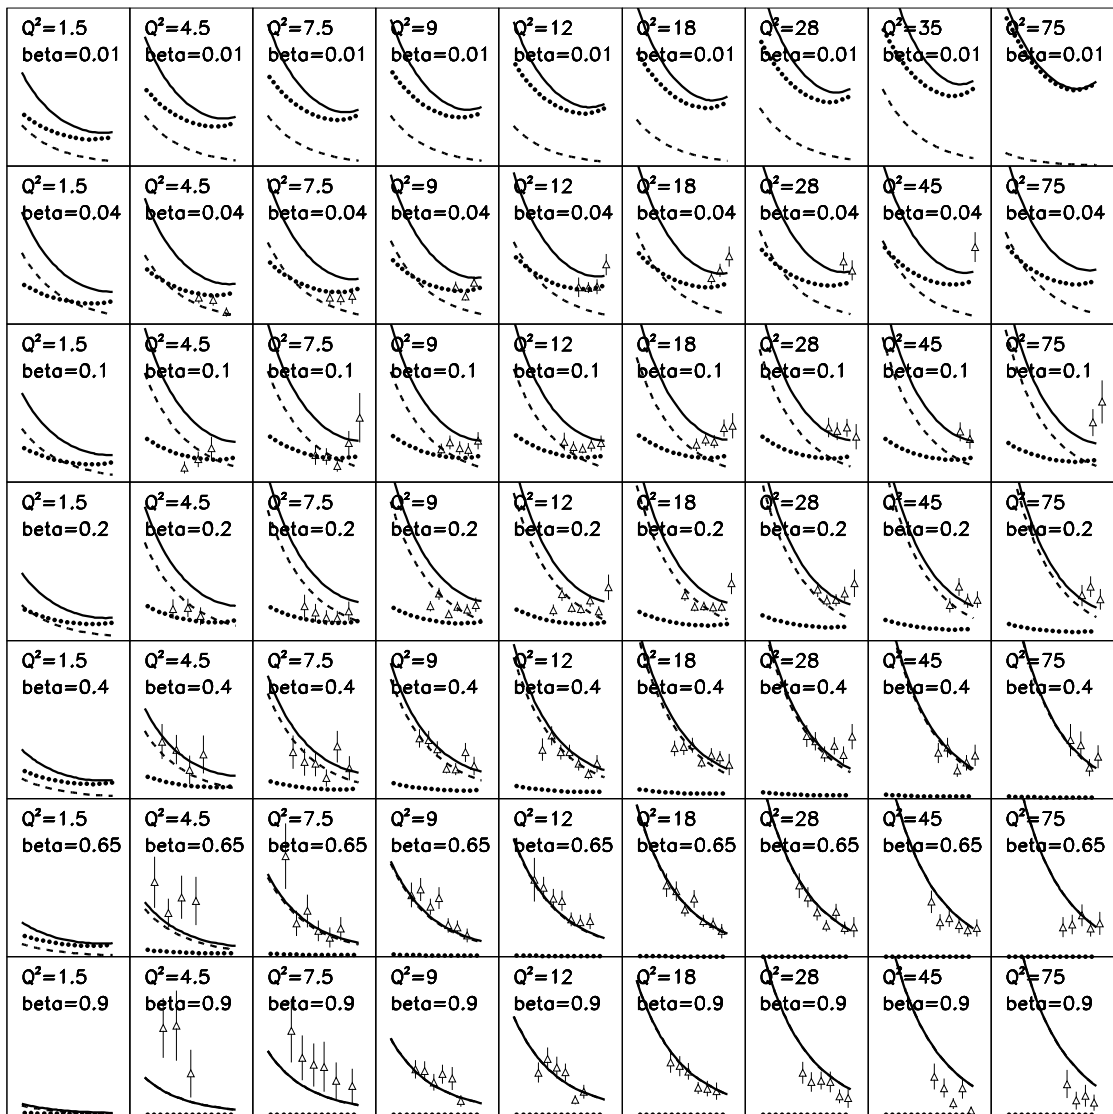 Q²=1.5
beta=0.01
Q²=4.5
beta=0.01
Q²=7.5
beta=0.01
Q²=9
beta=0.01
Q²=12
beta=0.01
Q²=18
beta=0.01
Q²=28
beta=0.01
Q²=35
beta=0.01
Q²=75
beta=0.01
Q²=1.5
beta=0.04
Q²=4.5
beta=0.04
Q²=7.5
beta=0.04
Q²=9
beta=0.04
Q²=12
beta=0.04
Q²=18
beta=0.04
Q²=28
beta=0.04
Q²=45
beta=0.04
Q²=75
beta=0.04
Q²=1.5
beta=0.1
Q²=4.5
beta=0.1
Q²=7.5
beta=0.1
Q²=9
beta=0.1
Q²=12
beta=0.1
Q²=18
beta=0.1
Q²=28
beta=0.1
Q²=45
beta=0.1
Q²=75
beta=0.1
Q²=1.5
beta=0.2
Q²=4.5
beta=0.2
Q²=7.5
beta=0.2
Q²=9
beta=0.2
Q²=12
beta=0.2
Q²=18
beta=0.2
Q²=28
beta=0.2
Q²=45
beta=0.2
Q²=75
beta=0.2
Q²=1.5
beta=0.4
Q²=4.5
beta=0.4
Q²=7.5
beta=0.4
Q²=9
beta=0.4
Q²=12
beta=0.4
Q²=18
beta=0.4
Q²=28
beta=0.4
Q²=45
beta=0.4
Q²=75
beta=0.4
Q²=1.5
beta=0.65
Q²=4.5
beta=0.65
Q²=7.5
beta=0.65
Q²=9
beta=0.65
Q²=12
beta=0.65
Q²=18
beta=0.65
Q²=28
beta=0.65
Q²=45
beta=0.65
Q²=75
beta=0.65
Q²=1.5
beta=0.9
Q²=4.5
beta=0.9
Q²=7.5
beta=0.9
Q²=9
beta=0.9
Q²=12
beta=0.9
Q²=18
beta=0.9
Q²=28
beta=0.9
Q²=45
beta=0.9
Q²=75
beta=0.9